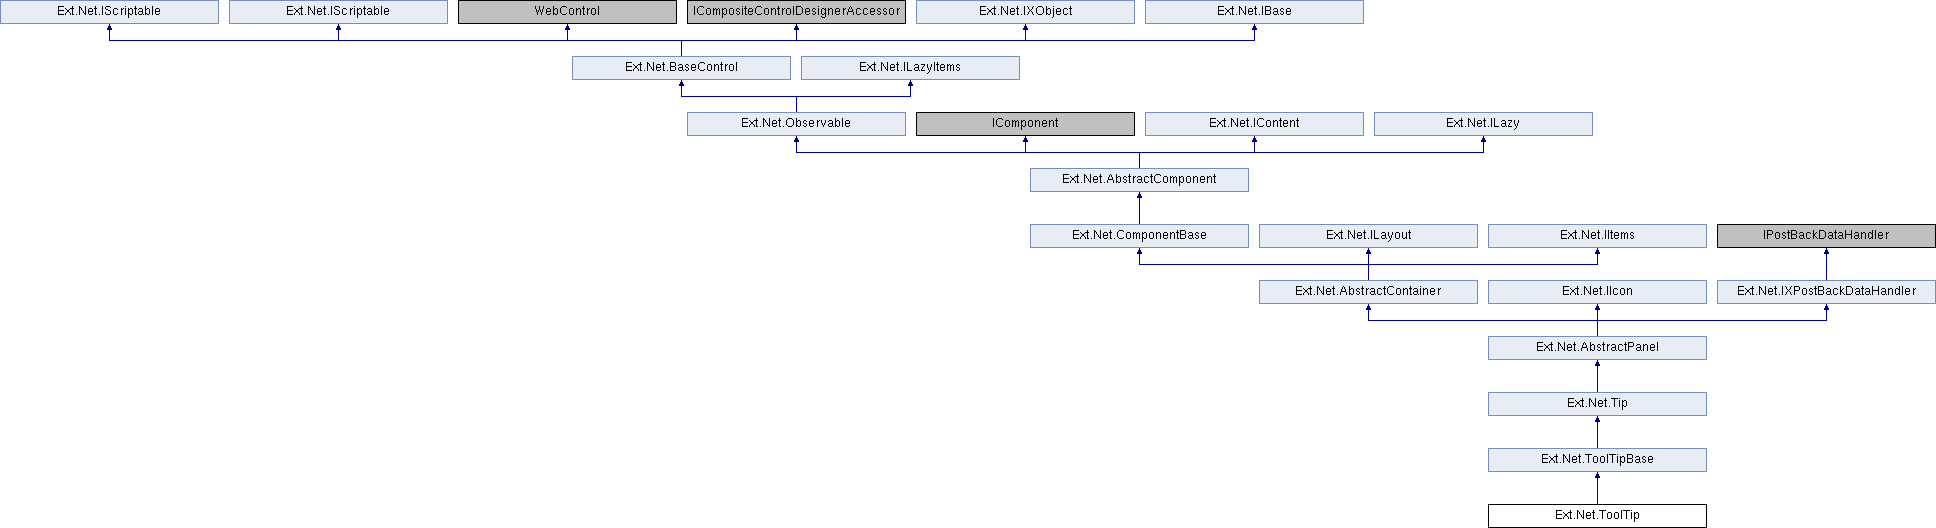 Ext.Net.IScriptable
Ext.Net.IScriptable
WebControl
ICompositeControlDesignerAccessor
Ext.Net.IXObject
Ext.Net.IBase
Ext.Net.BaseControl
Ext.Net.ILazyItems
Ext.Net.Observable
IComponent
Ext.Net.IContent
Ext.Net.ILazy
Ext.Net.AbstractComponent
Ext.Net.ComponentBase
Ext.Net.ILayout
Ext.Net.IItems
IPostBackDataHandler
Ext.Net.AbstractContainer
Ext.Net.IIcon
Ext.Net.IXPostBackDataHandler
Ext.Net.AbstractPanel
Ext.Net.Tip
Ext.Net.ToolTipBase
Ext.Net.ToolTip